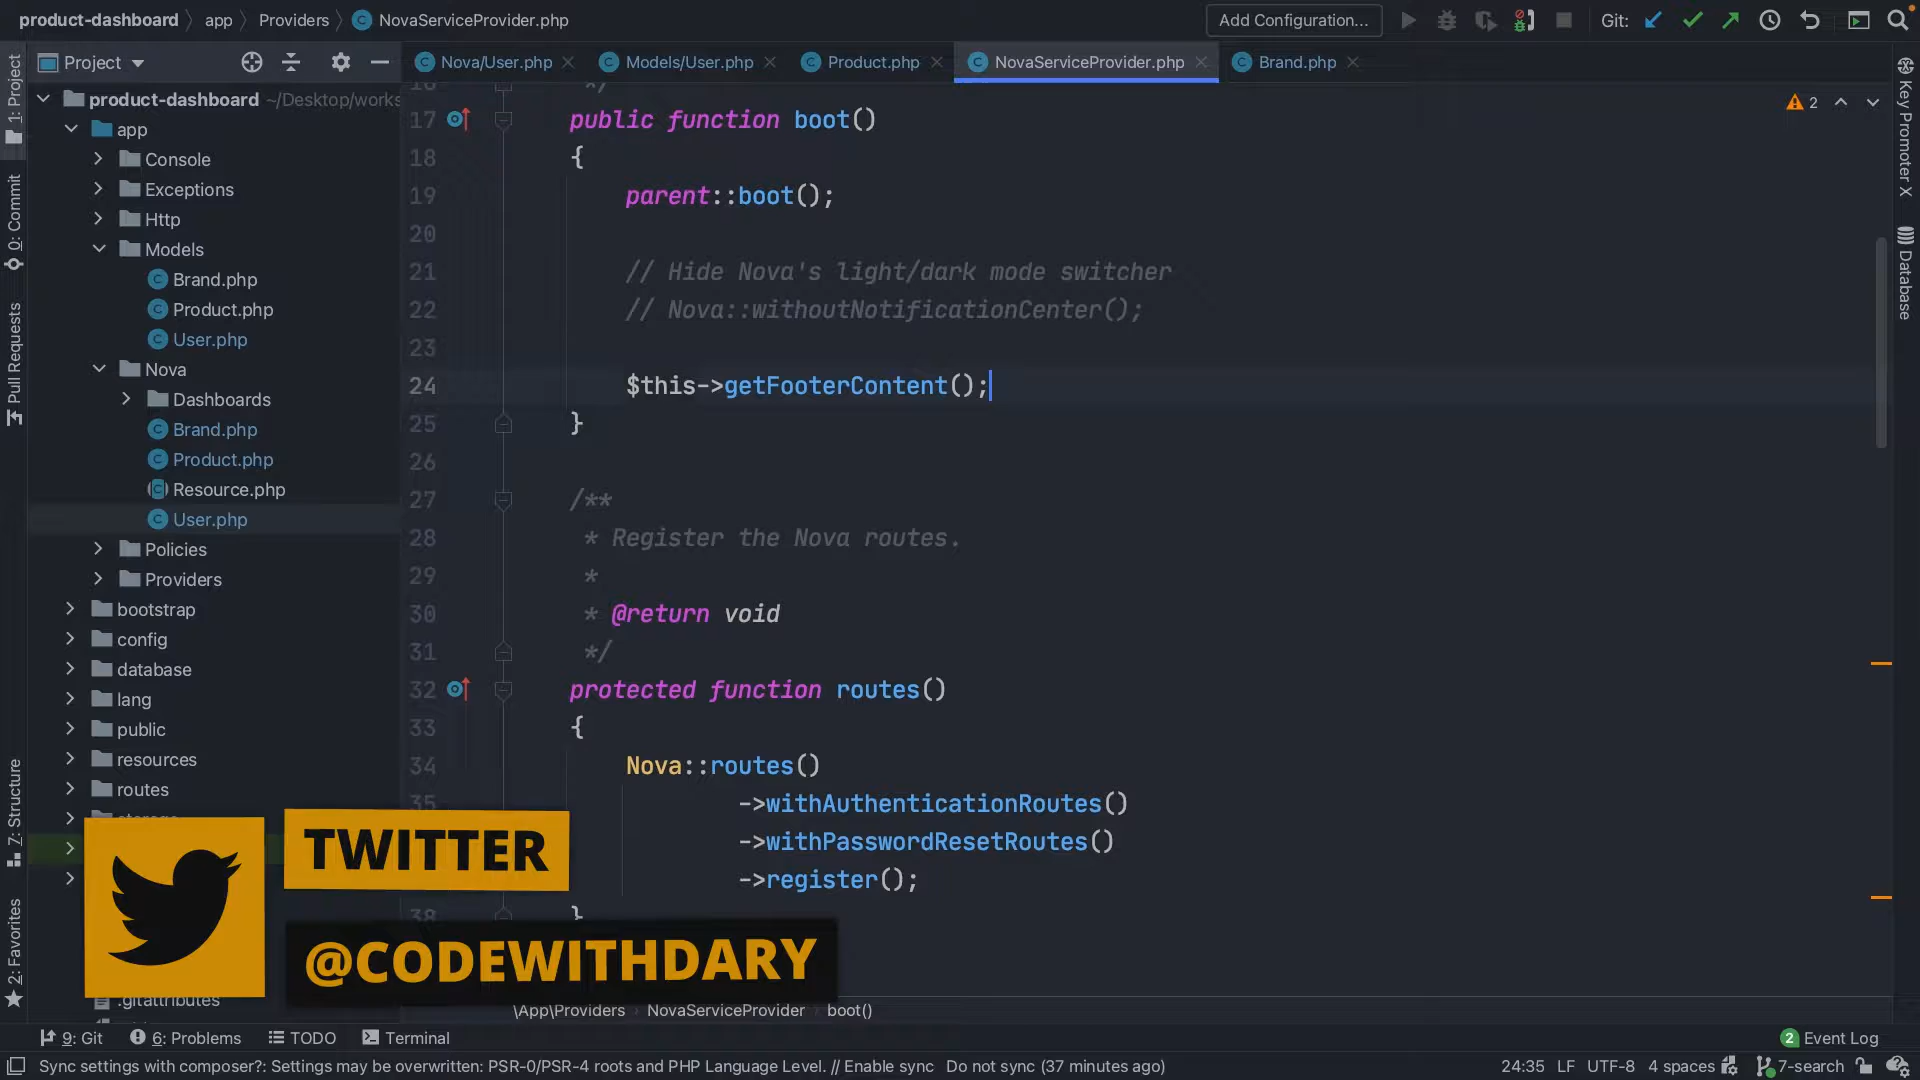 product-dashboard app Providers NovaServiceProvider.php
Add Configuration...
Git:
1: Project
0: Commit
Pull Requests
7: Structure
2: Favorites
Project
product-dashboard ~/Desktop/works
app
Console
Exceptions
Http
Models
Brand.php
Product.php
User.php
Nova
Dashboards
Brand.php
Product.php
Resource.php
User.php
Policies
Providers
bootstrap
config
database
lang
public
resources
routes
.gitattributes
Nova/User.php
Models/User.php
Product.php
NovaServiceProvider.php
Brand.php
2
*/
17 public function boot()
18 {
19 parent::boot();
20
21 // Hide Nova's light/dark mode switcher
22 // Nova::withoutNotificationCenter();
23
24 $this->getFooterContent();
25 }
26
27 /**
28 * Register the Nova routes.
29 *
30 * @return void
31 */
32 protected function routes()
33 {
34 Nova::routes()
35 ->withAuthenticationRoutes()
->withPasswordResetRoutes()
->register();
38 }
TWITTER
@CODEWITHDARY
\App\Providers NovaServiceProvider boot()
Key Promoter X
Database
9: Git 6: Problems TODO Terminal
2 Event Log
Sync settings with composer?: Settings may be overwritten: PSR-0/PSR-4 roots and PHP Language Level. // Enable sync Do not sync (37 minutes ago)
24:35 LF UTF-8 4 spaces 7-search